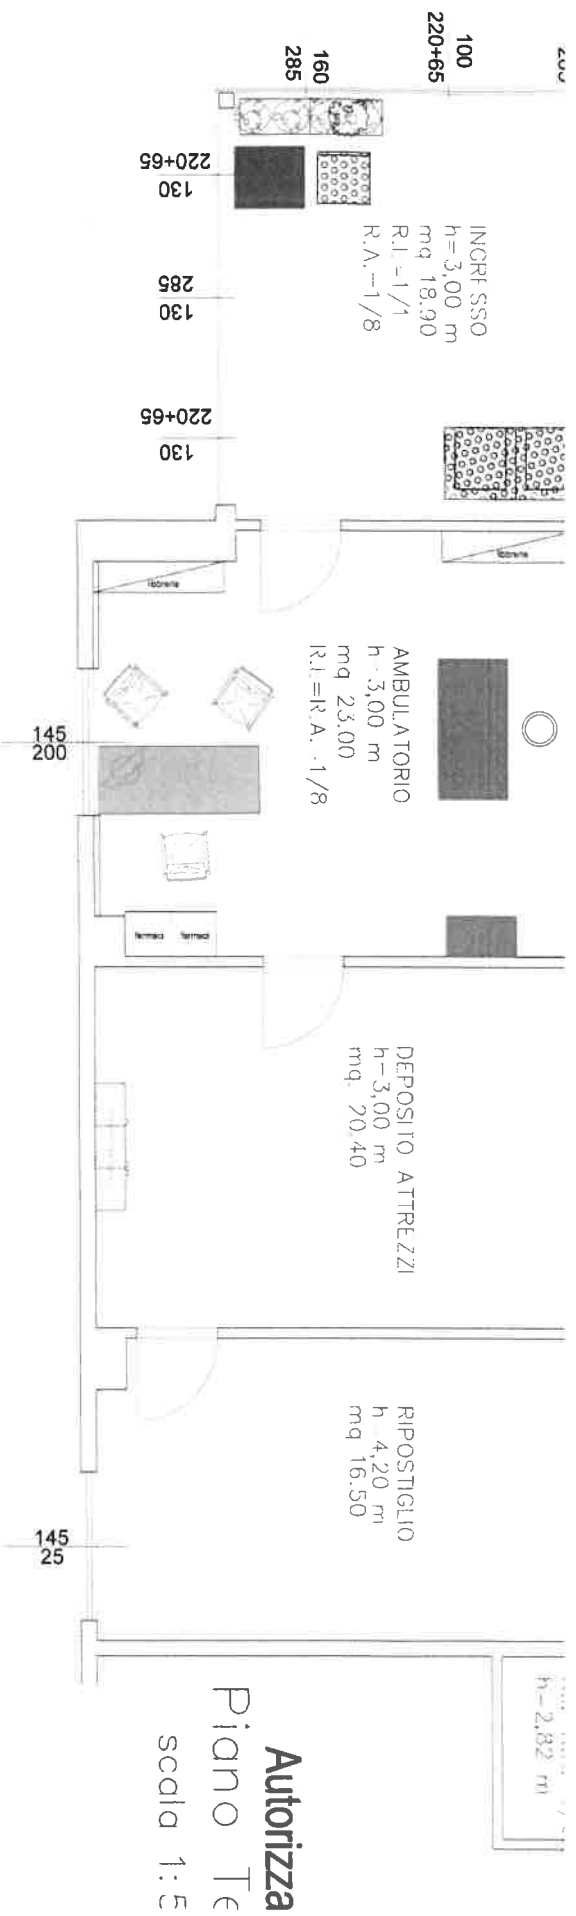 160
285
100
220+65
220+65
130
285
130
220+65
130
INGRESSO
h=3,00 m
mq 18.90
R.I.=1/1
R.A.=1/8
librerie
librerie
AMBULATORIO
h=3,00 m
mq 23.00
R.I.=R.A. 1/8
145
200
farmaci farmaci
DEPOSITO ATTREZZI
h=3,00 m
mq. 20,40
RIPOSTIGLIO
h 4,20 m
mq 16.50
145
25
h=2,82 m
Autorizza
Piano Te
scala 1:5